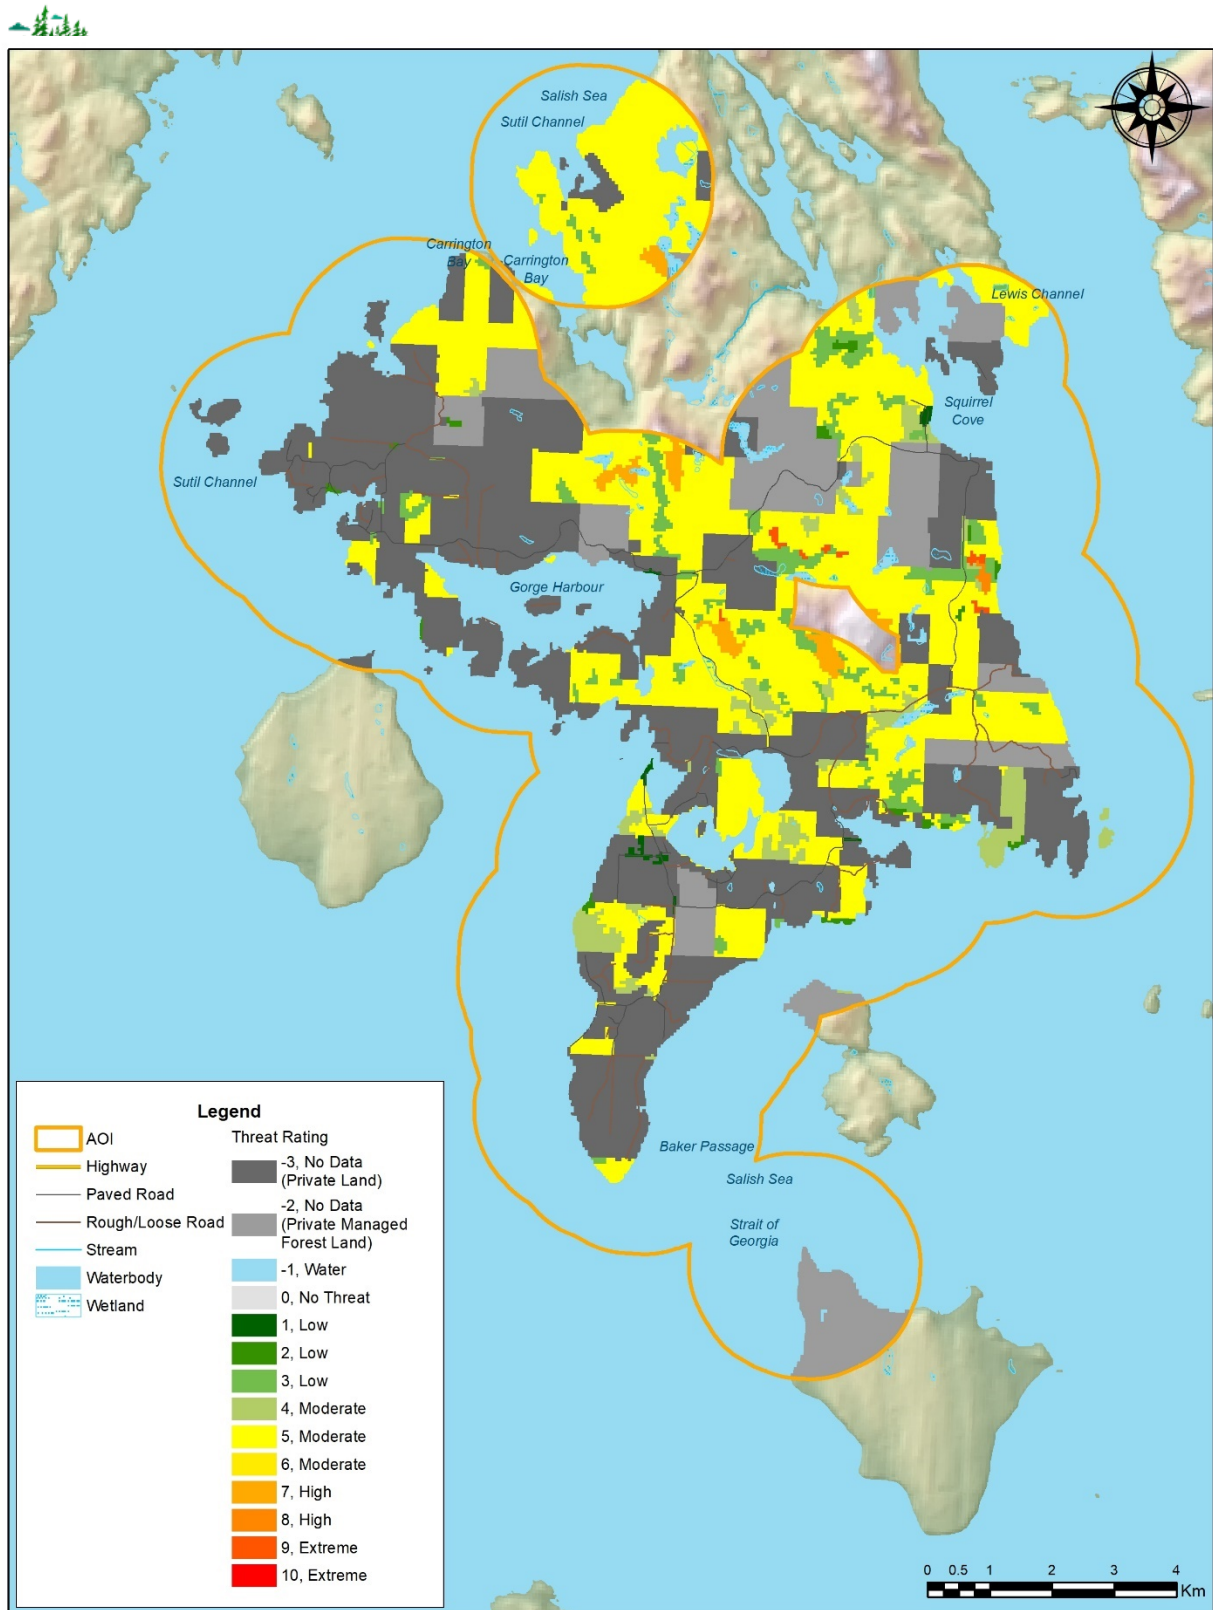 Salish Sea
Sutil Channel
Carrington
Bay
Carrington
Bay
Lewis Channel
Squirrel
Cove
Sutil Channel
Gorge Harbour
Baker Passage
Salish Sea
Strait of
Georgia
Legend
AOI
Highway
Paved Road
Rough/Loose Road
Stream
Waterbody
Wetland
Threat Rating
-3, No Data
(Private Land)
-2, No Data
(Private Managed
Forest Land)
-1, Water
0, No Threat
1, Low
2, Low
3, Low
4, Moderate
5, Moderate
6, Moderate
7, High
8, High
9, Extreme
10, Extreme
0 0.5 1 2 3 4
Km